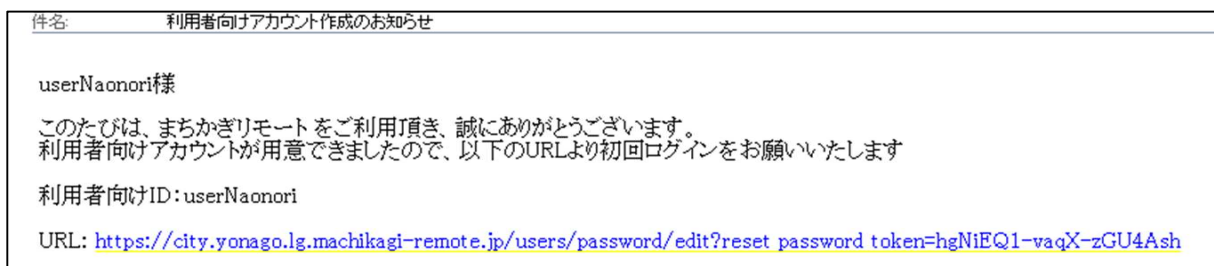 件名: 利用者向けアカウント作成のお知らせ
userNaonori様
このたびは、まちかぎリモート をご利用頂き、誠にありがとうございます。
利用者向けアカウントが用意できましたので、以下のURLより初回ログインをお願いいたします
利用者向けID:userNaonori
URL: https://city.yonago.lg.machikagi-remote.jp/users/password/edit?reset_password_token=hgNiEQ1-vaqX-zGU4Ash